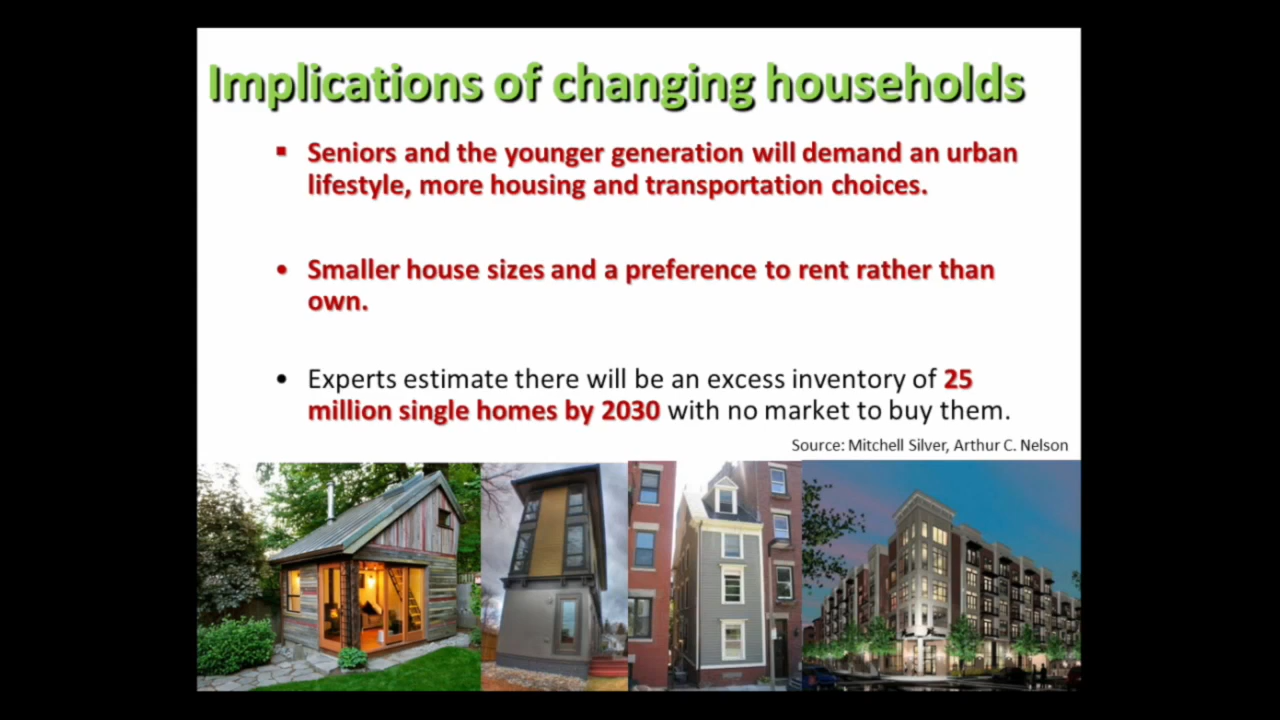 Implications of changing households
▪ Seniors and the younger generation will demand an urban
lifestyle, more housing and transportation choices.
• Smaller house sizes and a preference to rent rather than
own.
• Experts estimate there will be an excess inventory of 25
million single homes by 2030 with no market to buy them.
Source: Mitchell Silver, Arthur C. Nelson